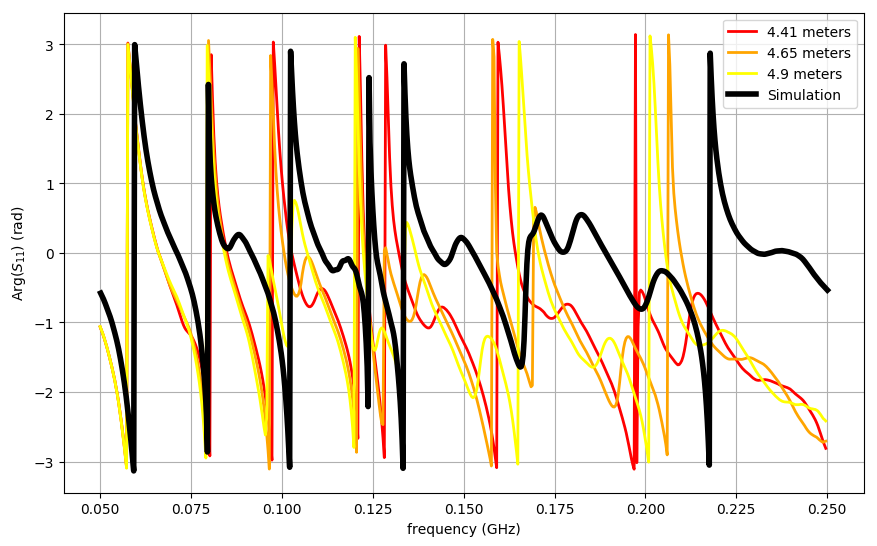 4.41 meters
4.65 meters
4.9 meters
Simulation
Arg(S₁₁) (rad)
3
2
1
0
−1
−2
−3
0.050 0.075 0.100 0.125 0.150 0.175 0.200 0.225 0.250
frequency (GHz)